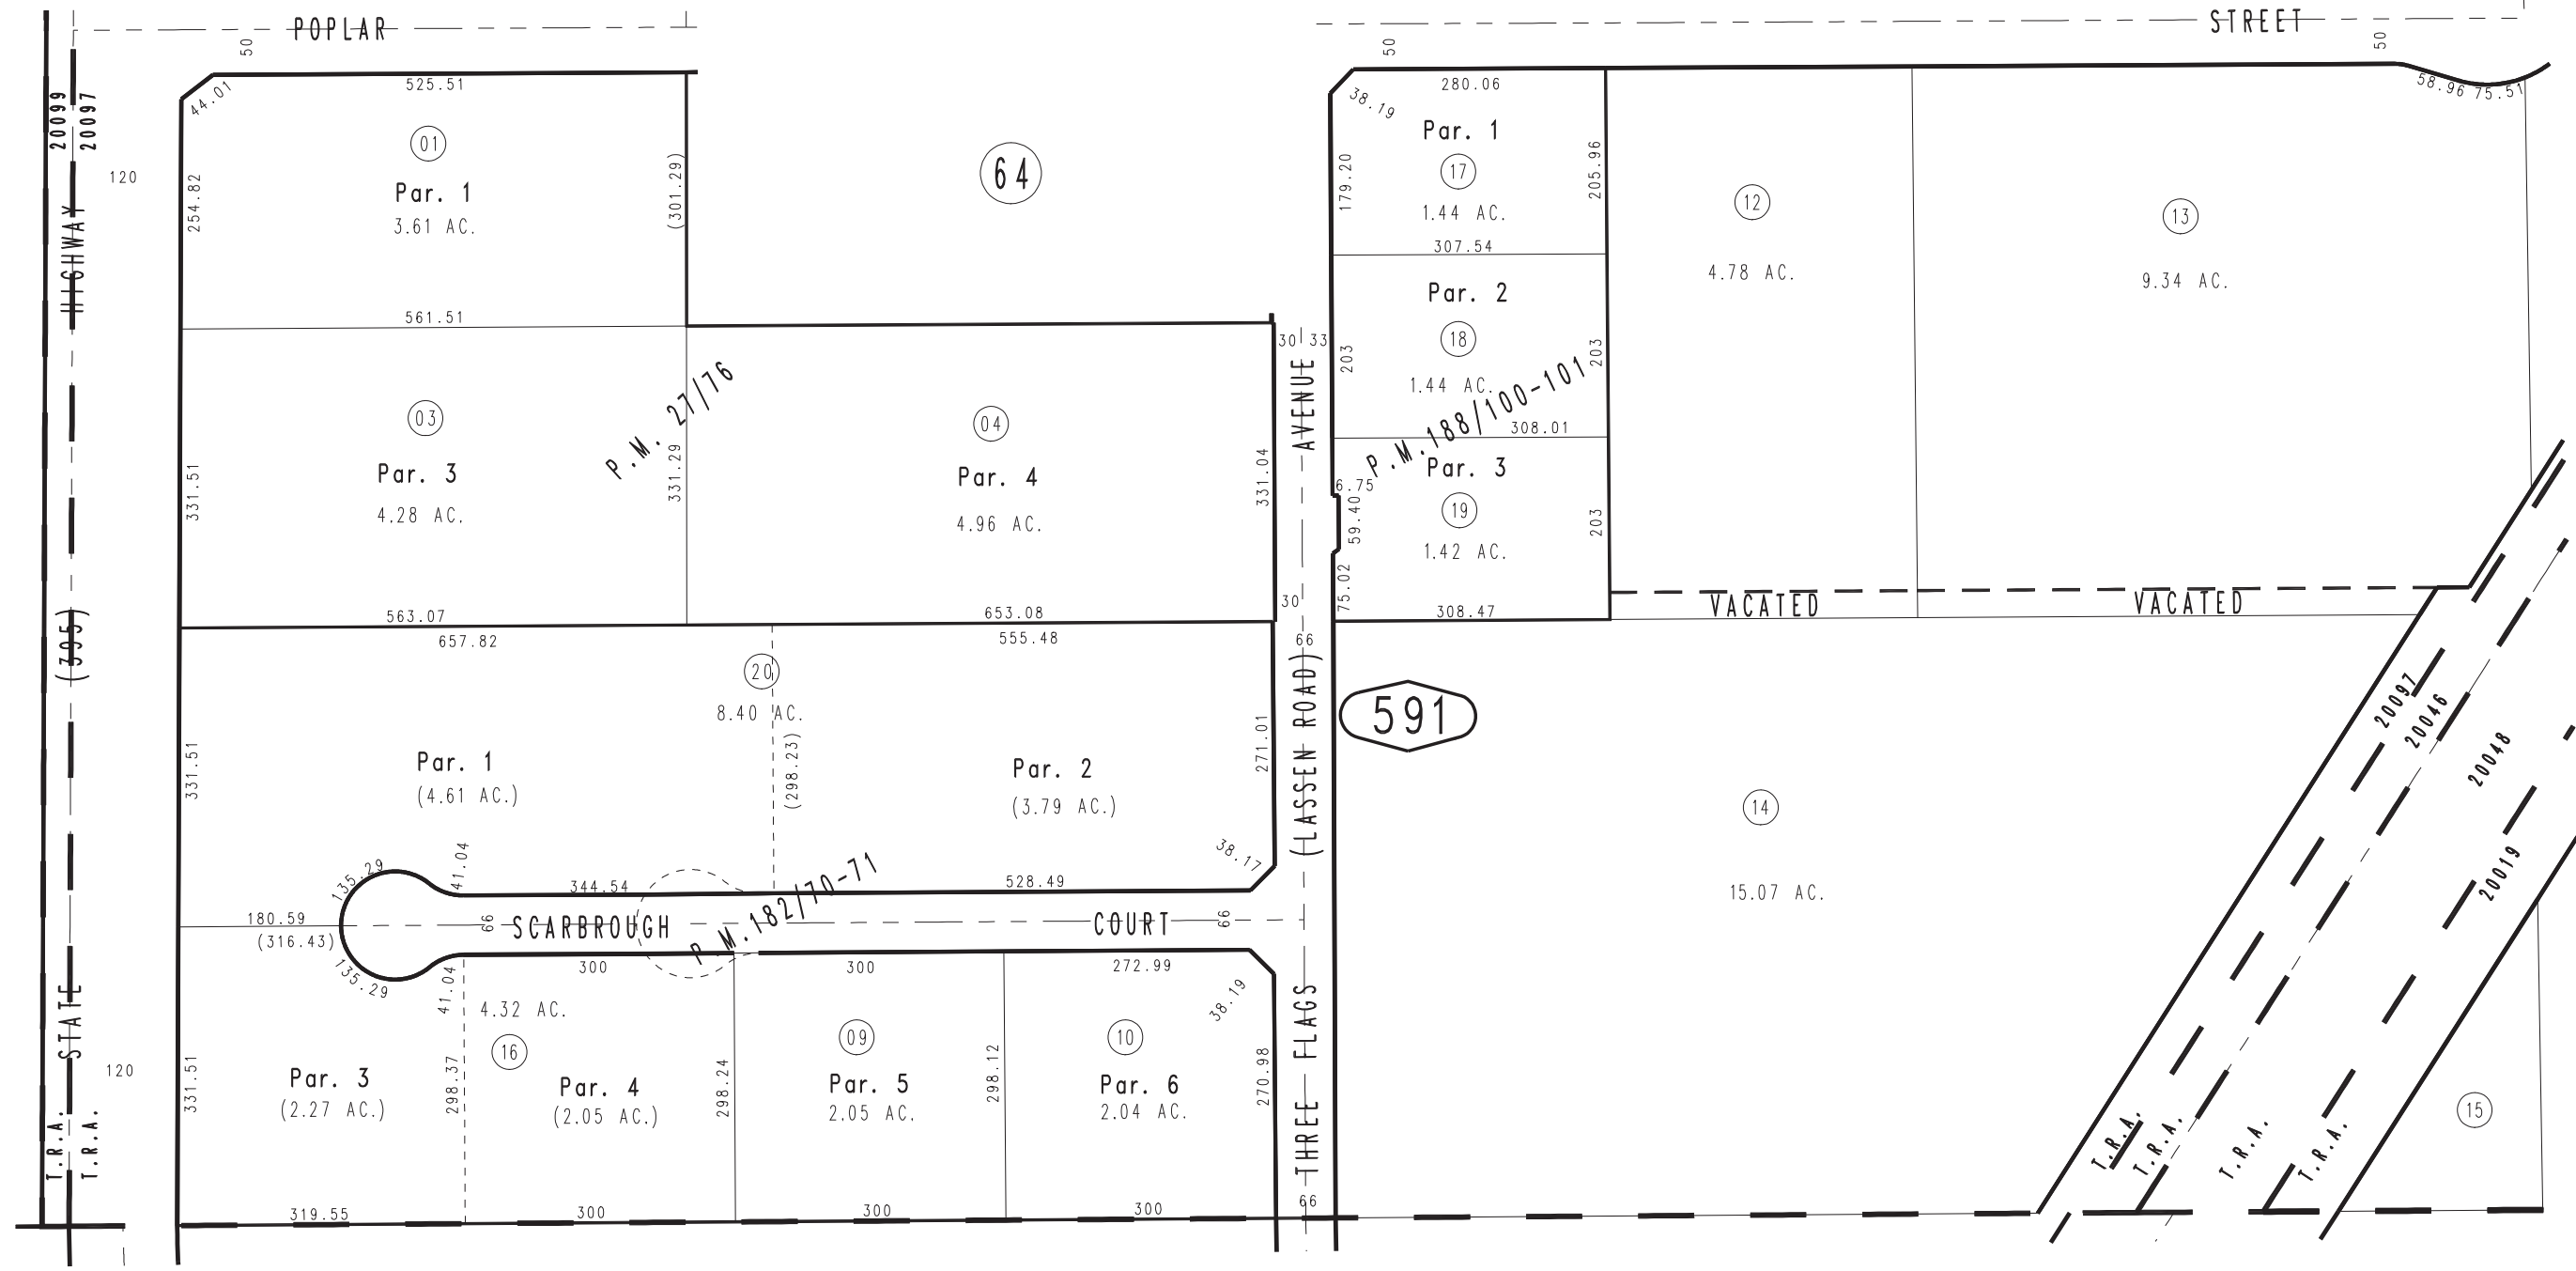 POPLAR
STREET
50
50
50
44.01
525.51
20099
20097
120
HIGHWAY
254.82
01
Par. 1
3.61 AC.
(301.29)
561.51
64
38.19
280.06
Par. 1
17
1.44 AC.
179.20
205.96
307.54
12
4.78 AC.
13
9.34 AC.
58.96
75.51
Par. 2
18
1.44 AC.
203
203
308.01
P.M. 188/100-101
30
33
AVENUE
03
Par. 3
4.28 AC.
331.51
P.M. 27/76
331.29
04
Par. 4
4.96 AC.
331.04
6.75
59.40
75.02
Par. 3
19
1.42 AC.
203
308.47
30
66
VACATED
VACATED
563.07
653.08
(395)
657.82
555.48
20
8.40 AC.
(298.23)
Par. 1
(4.61 AC.)
331.51
Par. 2
(3.79 AC.)
271.01
(LASSEN ROAD)
591
14
15.07 AC.
20097
20046
20048
20019
38.17
135.29
41.04
344.54
528.49
180.59
(316.43)
66
SCARBROUGH
COURT
66
P.M. 182/70-71
135.29
41.04
300
300
272.99
38.19
STATE
120
331.51
4.32 AC.
16
Par. 3
(2.27 AC.)
298.37
Par. 4
(2.05 AC.)
298.24
09
Par. 5
2.05 AC.
298.12
10
Par. 6
2.04 AC.
270.98
THREE FLAGS
15
T.R.A.
T.R.A.
T.R.A.
T.R.A.
T.R.A.
T.R.A.
319.55
300
300
300
66